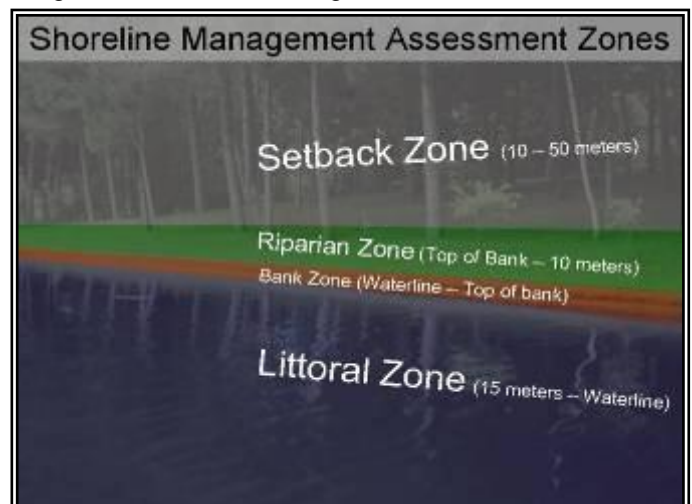 Shoreline Management Assessment Zones
Setback Zone (10 – 50 meters)
Riparian Zone (Top of Bank – 10 meters)
Bank Zone (Waterline – Top of bank)
Littoral Zone (15 meters – Waterline)